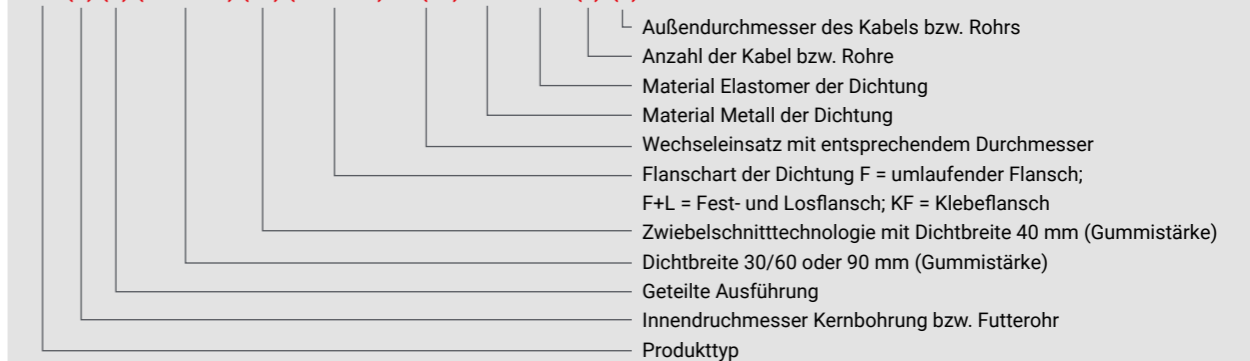 Außendurchmesser des Kabels bzw. Rohrs
Anzahl der Kabel bzw. Rohre
Material Elastomer der Dichtung
Material Metall der Dichtung
Wechseleinsatz mit entsprechendem Durchmesser
Flanschart der Dichtung F = umlaufender Flansch;
F+L = Fest- und Losflansch; KF = Klebeflansch
Zwiebelschnitttechnologie mit Dichtbreite 40 mm (Gummistärke)
Dichtbreite 30/60 oder 90 mm (Gummistärke)
Geteilte Ausführung
Innendruchmesser Kernbohrung bzw. Futterohr
Produkttyp